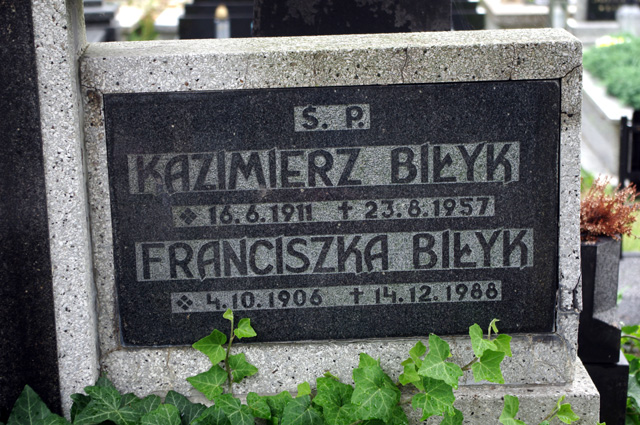 Ś. P.
KAZIMIERZ BIŁYK
❖ 16.6.1911 ✝ 23.8.1957
FRANCISZKA BIŁYK
❖ 4.10.1906 ✝ 14.12.1988